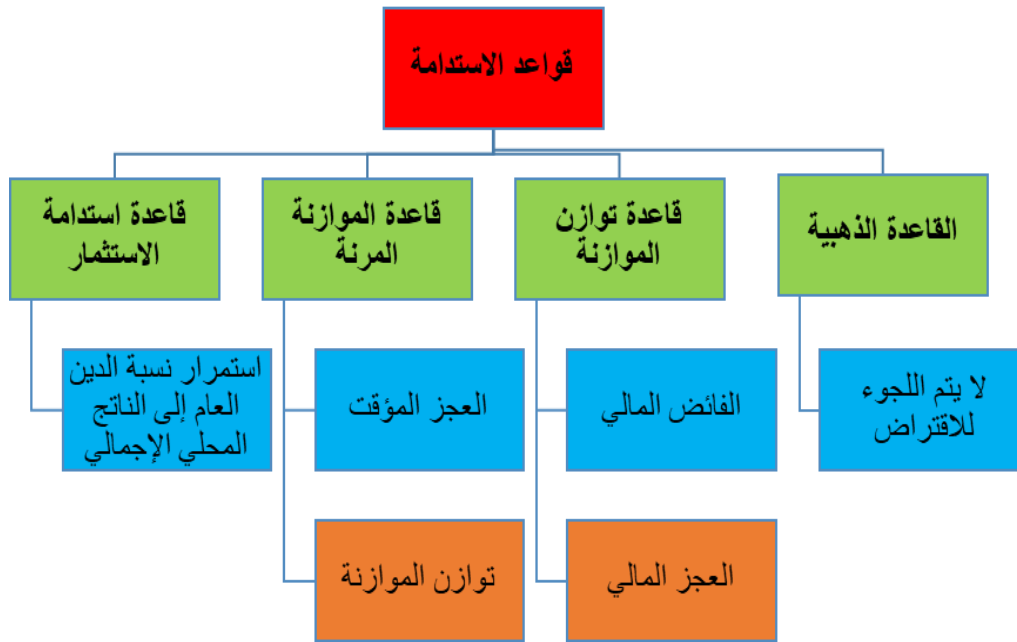 قواعد الاستدامة
القاعدة الذهبية
قاعدة توازن
الموازنة
قاعدة الموازنة
المرنة
قاعدة استدامة
الاستثمار
لا يتم اللجوء
للاقتراض
الفائض المالي
العجز المؤقت
استمرار نسبة الدين
العام إلى الناتج
المحلي الإجمالي
العجز المالي
توازن الموازنة